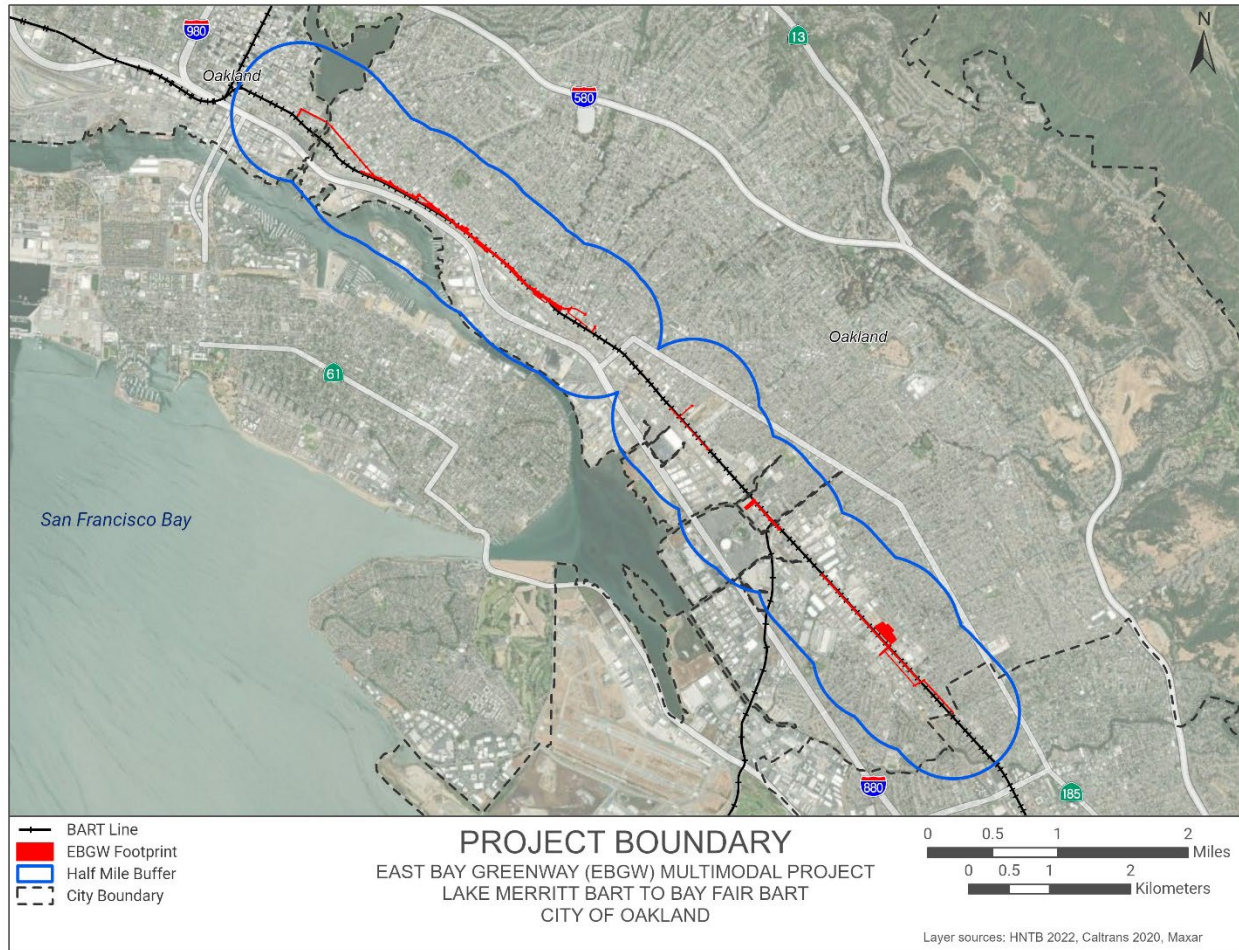 N
980
13
Oakland
580
Oakland
61
San Francisco Bay
880
185
BART Line
EBGW Footprint
Half Mile Buffer
City Boundary
PROJECT BOUNDARY
EAST BAY GREENWAY (EBGW) MULTIMODAL PROJECT
LAKE MERRITT BART TO BAY FAIR BART
CITY OF OAKLAND
0 0.5 1 2
Miles
0 0.5 1 2
Kilometers
Layer sources: HNTB 2022, Caltrans 2020, Maxar